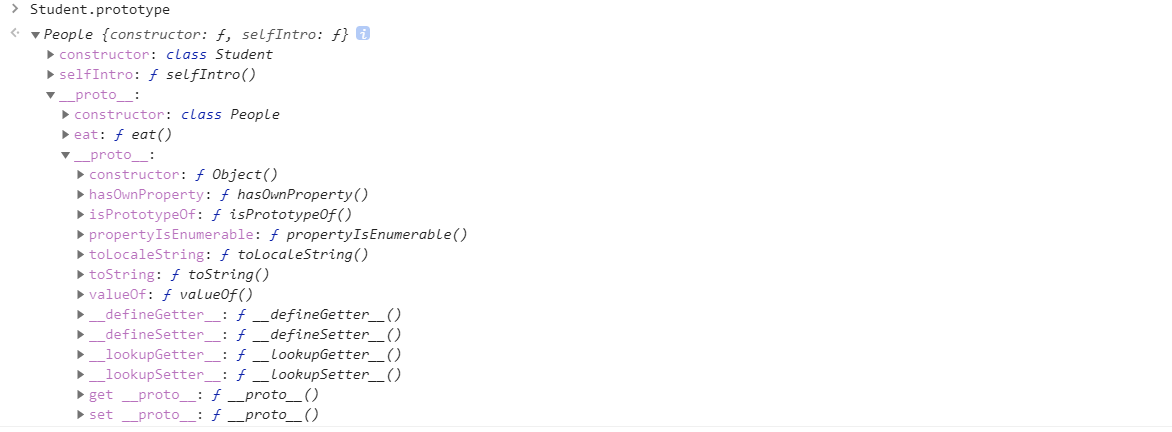 Student.prototype
People {constructor: ƒ, selfIntro: ƒ} i
constructor: class Student
selfIntro: ƒ selfIntro()
__proto__:
constructor: class People
eat: ƒ eat()
__proto__:
constructor: ƒ Object()
hasOwnProperty: ƒ hasOwnProperty()
isPrototypeOf: ƒ isPrototypeOf()
propertyIsEnumerable: ƒ propertyIsEnumerable()
toLocaleString: ƒ toLocaleString()
toString: ƒ toString()
valueOf: ƒ valueOf()
__defineGetter__: ƒ __defineGetter__()
__defineSetter__: ƒ __defineSetter__()
__lookupGetter__: ƒ __lookupGetter__()
__lookupSetter__: ƒ __lookupSetter__()
get __proto__: ƒ __proto__()
set __proto__: ƒ __proto__()